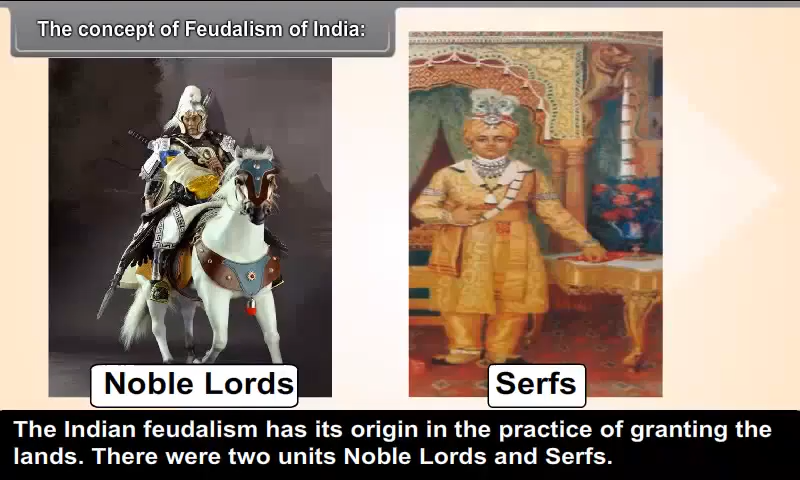 The concept of Feudalism of India:
Noble Lords
Serfs
The Indian feudalism has its origin in the practice of granting the
lands. There were two units Noble Lords and Serfs.